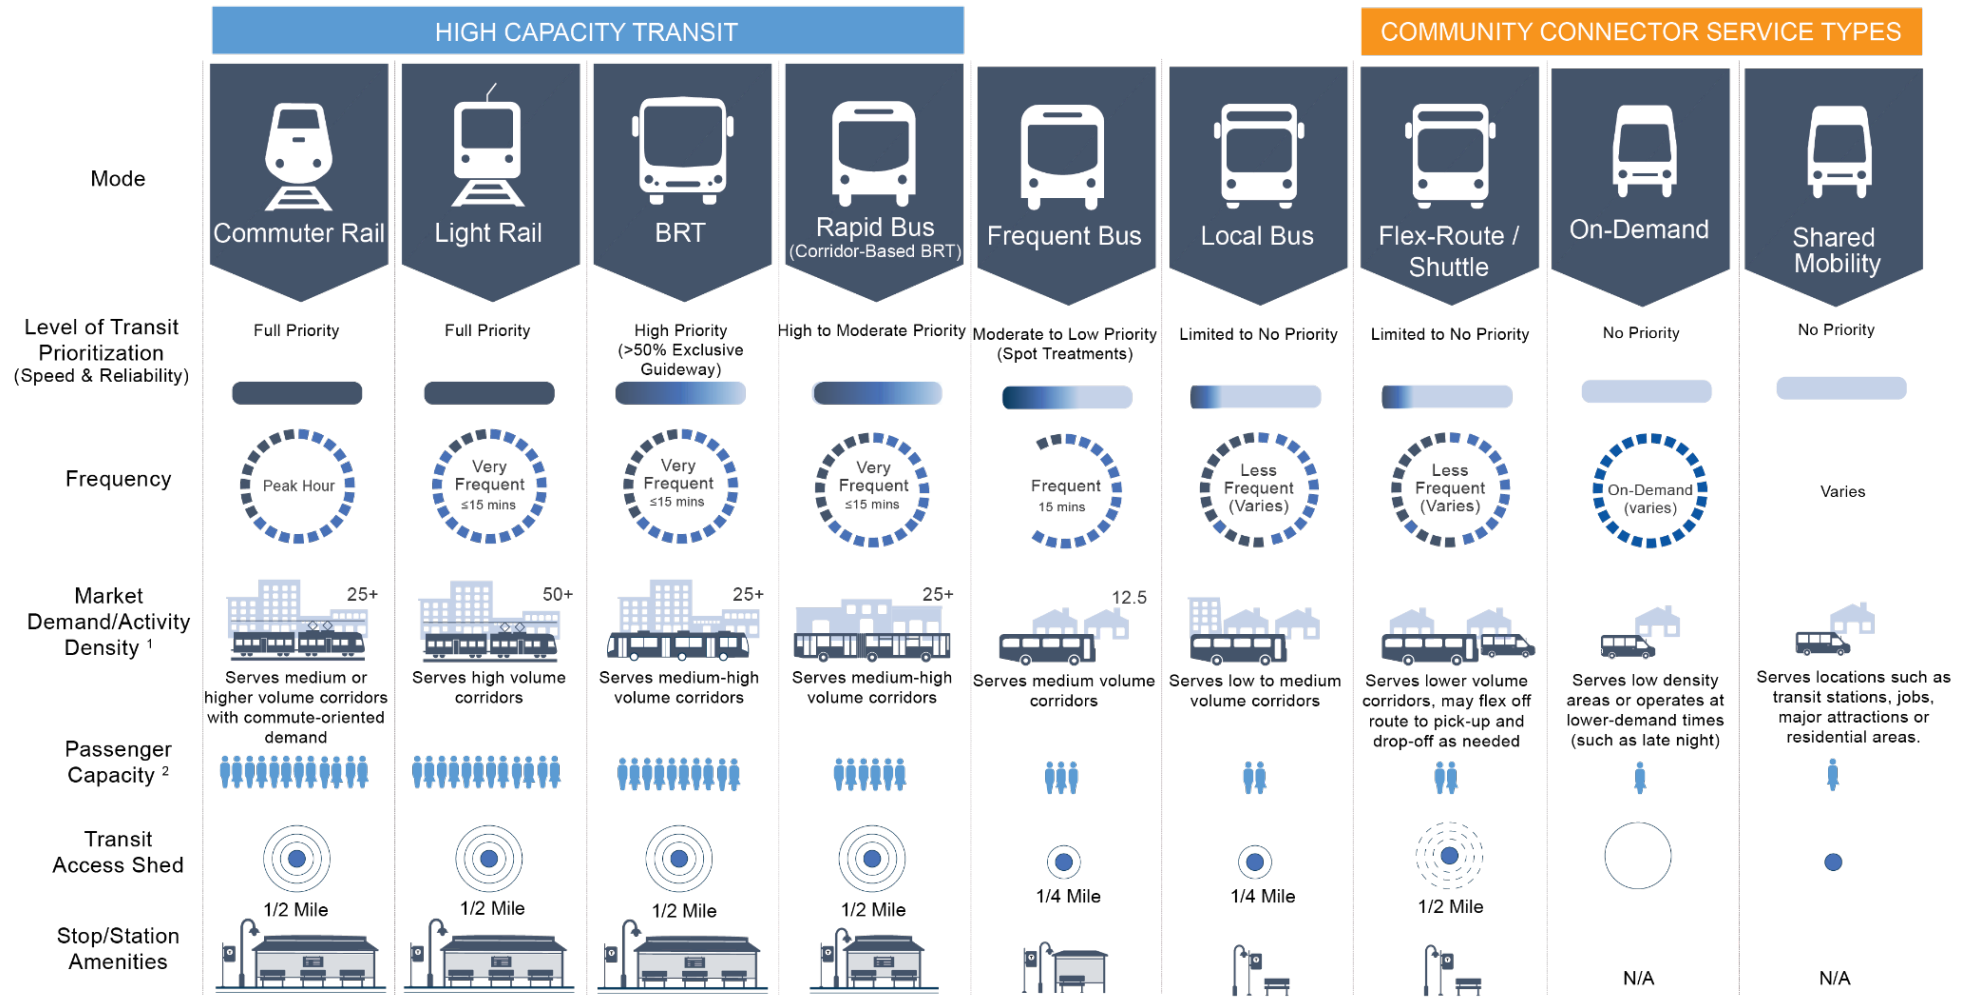 HIGH CAPACITY TRANSIT
COMMUNITY CONNECTOR SERVICE TYPES
Mode
Commuter Rail
Light Rail
BRT
Rapid Bus
(Corridor-Based BRT)
Frequent Bus
Local Bus
Flex-Route /
Shuttle
On-Demand
Shared
Mobility
Level of Transit
Prioritization
(Speed & Reliability)
Full Priority
Full Priority
High Priority
(>50% Exclusive
Guideway)
High to Moderate Priority
Moderate to Low Priority
(Spot Treatments)
Limited to No Priority
Limited to No Priority
No Priority
No Priority
Frequency
Peak Hour
Very
Frequent
≤15 mins
Very
Frequent
≤15 mins
Very
Frequent
≤15 mins
Frequent
15 mins
Less
Frequent
(Varies)
Less
Frequent
(Varies)
On-Demand
(varies)
Varies
Market
Demand/Activity
Density 1
25+
50+
25+
25+
12.5
Serves medium or
higher volume corridors
with commute-oriented
demand
Serves high volume
corridors
Serves medium-high
volume corridors
Serves medium-high
volume corridors
Serves medium volume
corridors
Serves low to medium
volume corridors
Serves lower volume
corridors, may flex off
route to pick-up and
drop-off as needed
Serves low density
areas or operates at
lower-demand times
(such as late night)
Serves locations such as
transit stations, jobs,
major attractions or
residential areas.
Passenger
Capacity 2
Transit
Access Shed
1/2 Mile
1/2 Mile
1/2 Mile
1/2 Mile
1/4 Mile
1/4 Mile
1/2 Mile
Stop/Station
Amenities
N/A
N/A